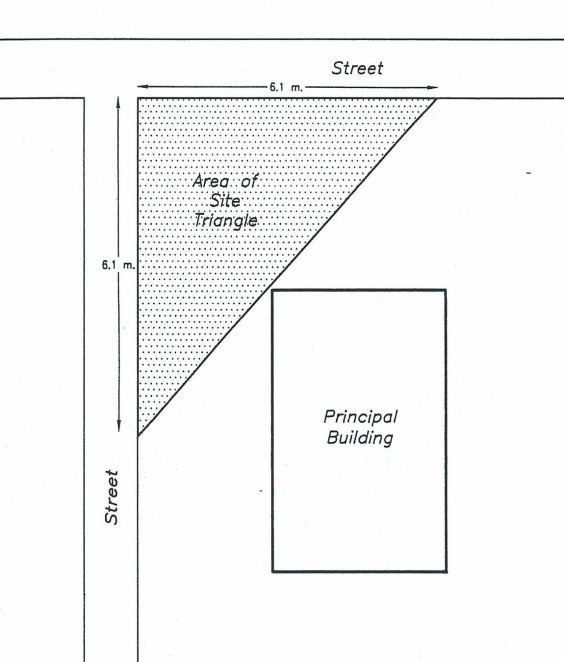 Street
6.1 m.
Area of
Site
Triangle
6.1 m.
Principal
Building
Street